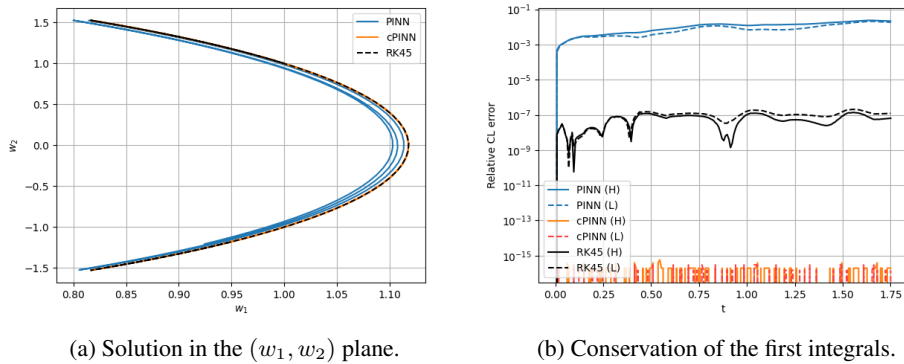 1.5
1.0
0.5
0.0
−0.5
−1.0
−1.5
w₂
0.80
0.85
0.90
0.95
1.00
1.05
1.10
w₁
PINN
cPINN
RK45
(a) Solution in the (w₁, w₂) plane.
10⁻¹
10⁻³
10⁻⁵
10⁻⁷
10⁻⁹
10⁻¹¹
10⁻¹³
10⁻¹⁵
Relative CL error
PINN (H)
PINN (L)
cPINN (H)
cPINN (L)
RK45 (H)
RK45 (L)
0.00
0.25
0.50
0.75
1.00
1.25
1.50
1.75
t
(b) Conservation of the first integrals.